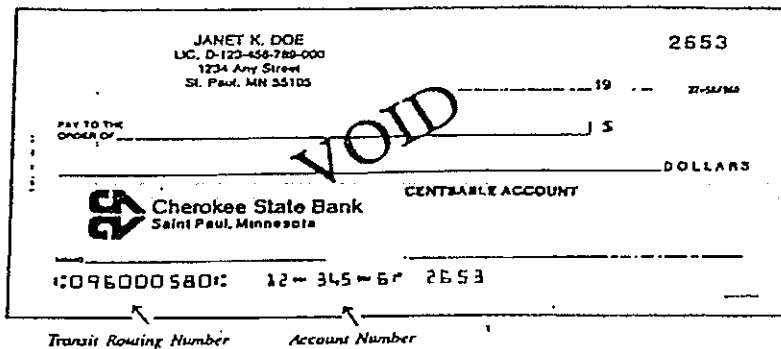 JANET K. DOE
LIC. D-123-456-789-000
1234 Any Street
St. Paul, MN 55105
2653
19
PAY TO THE
ORDER OF
$
VOID
DOLLARS
CENTSABLE ACCOUNT
Cherokee State Bank
Saint Paul, Minnesota
⑆096000580⑆ 12⑉345⑉6⑈ 2653
Transit Routing Number Account Number